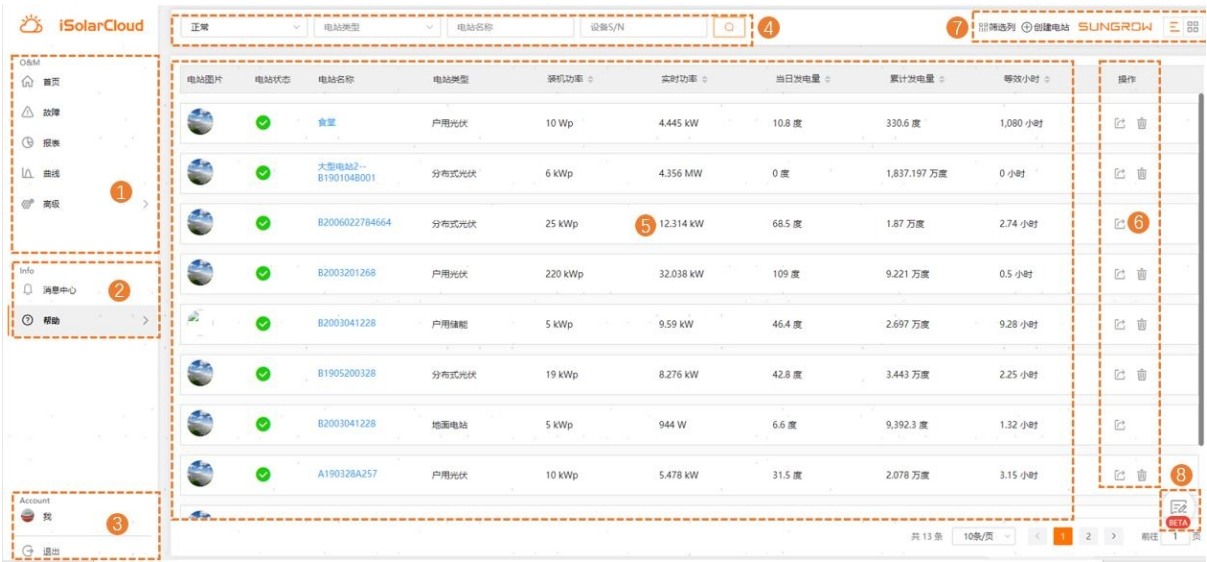 iSolarCloud
正常
电站类型
电站名称
设备S/N
4
7
筛选列
创建电站
SUNGROW
O&M
首页
故障
报表
曲线
高级
1
Info
消息中心
2
帮助
Account
我
3
退出
电站图片 电站状态 电站名称 电站类型 装机功率 实时功率 当日发电量 累计发电量 等效小时 操作
食堂 户用光伏 10 Wp 4.445 kW 10.8 度 330.6 度 1,080 小时
大型电站2--
B190104B001 分布式光伏 6 kWp 4.356 MW 0 度 1,837.197 万度 0 小时
B2006022784664 分布式光伏 25 kWp 5 12.314 kW 68.5 度 1.87 万度 2.74 小时 6
B2003201268 户用光伏 220 kWp 32.038 kW 109 度 9.221 万度 0.5 小时
B2003041228 户用储能 5 kWp 9.59 kW 46.4 度 2.697 万度 9.28 小时
B1905200328 分布式光伏 19 kWp 8.276 kW 42.8 度 3.443 万度 2.25 小时
B2003041228 地面电站 5 kWp 944 W 6.6 度 9,392.3 度 1.32 小时
A190328A257 户用光伏 10 kWp 5.478 kW 31.5 度 2.078 万度 3.15 小时
8
BETA
共 13 条 10条/页 1 2 前往 1 页